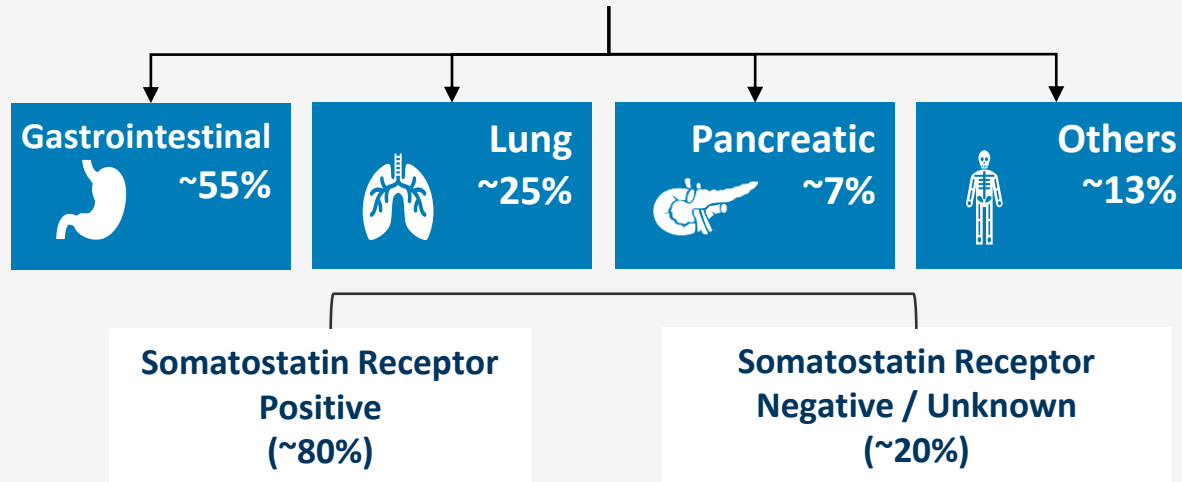 Gastrointestinal
~55%
Lung
~25%
Pancreatic
~7%
Others
~13%
Somatostatin Receptor
Positive
(~80%)
Somatostatin Receptor
Negative / Unknown
(~20%)